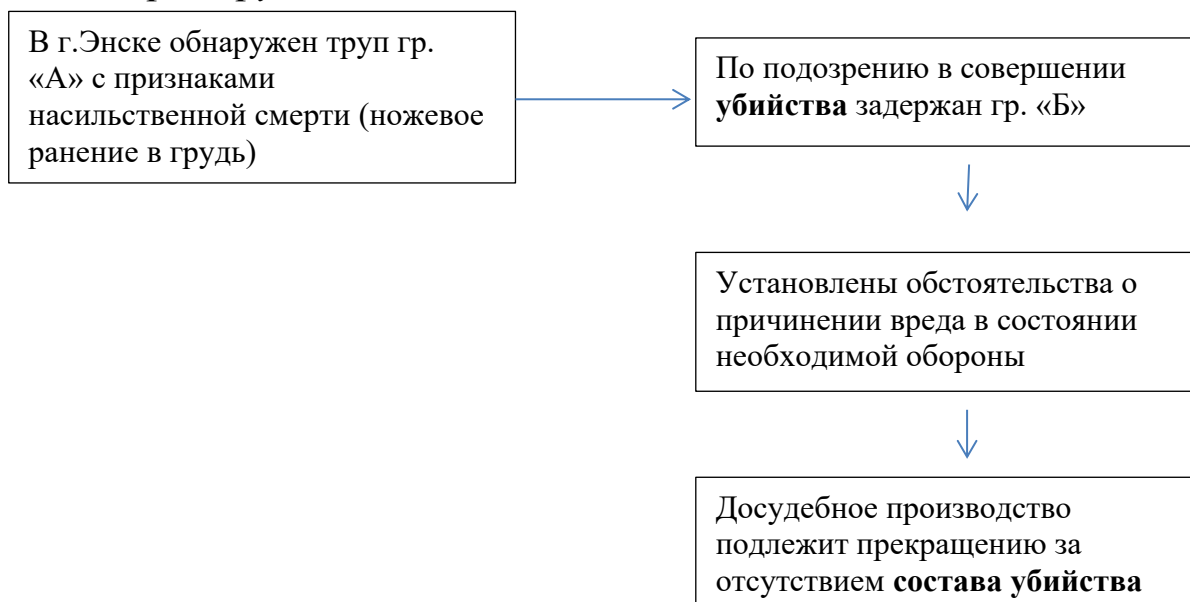 В г.Энске обнаружен труп гр.
«А» с признаками
насильственной смерти (ножевое
ранение в грудь)
По подозрению в совершении
убийства задержан гр. «Б»
Установлены обстоятельства о
причинении вреда в состоянии
необходимой обороны
Досудебное производство
подлежит прекращению за
отсутствием состава убийства